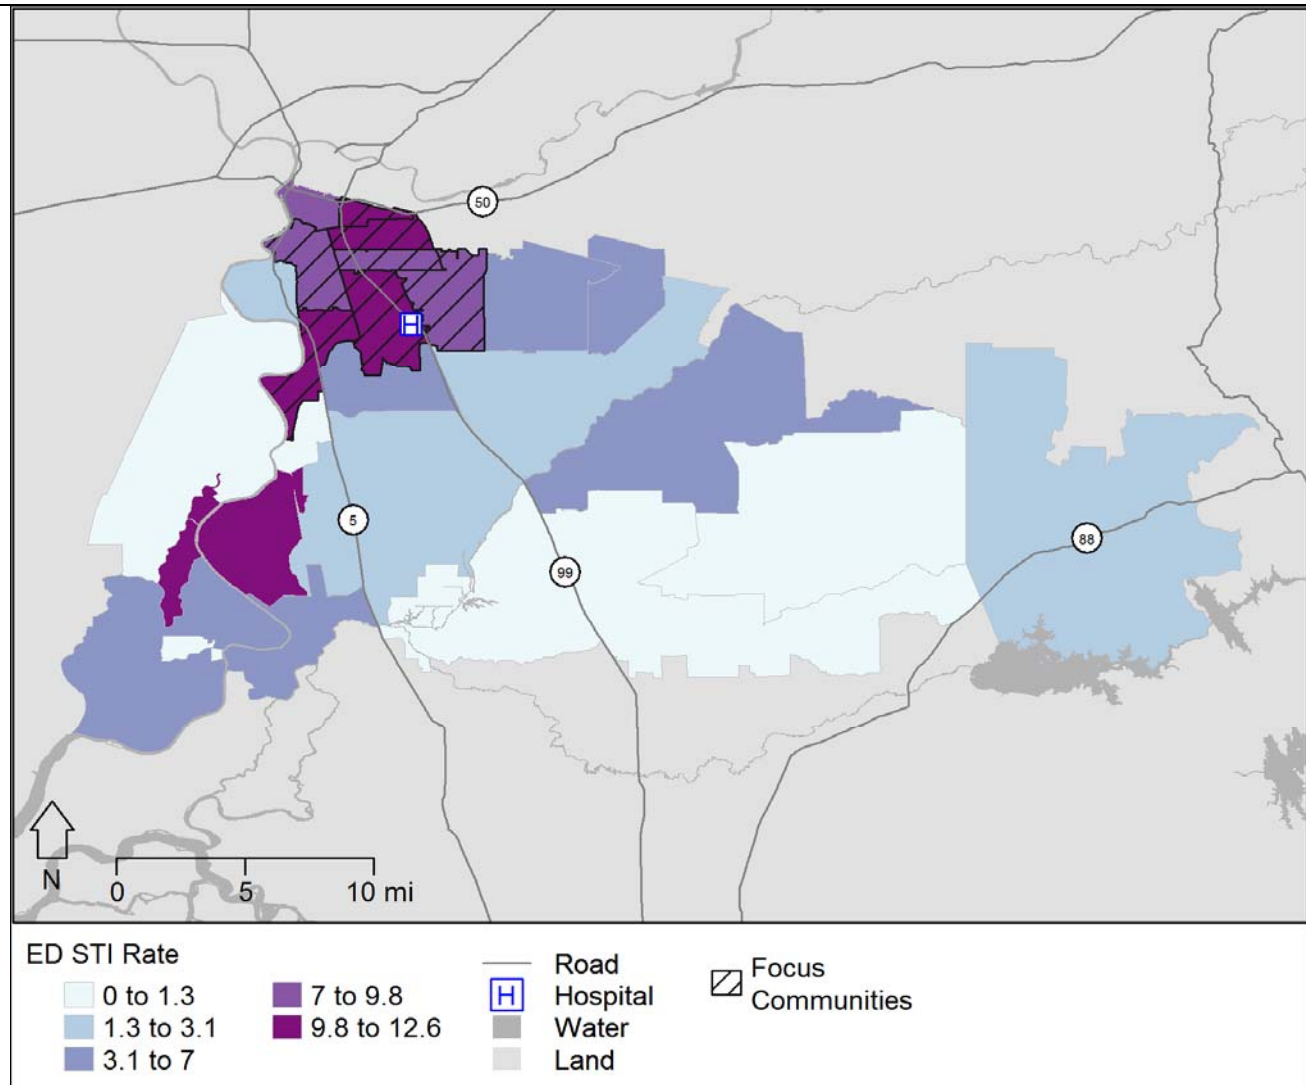 50
5
99
88
H
N
0 5 10 mi
ED STI Rate
0 to 1.3
1.3 to 3.1
3.1 to 7
7 to 9.8
9.8 to 12.6
Road
H Hospital
Water
Land
Focus
Communities